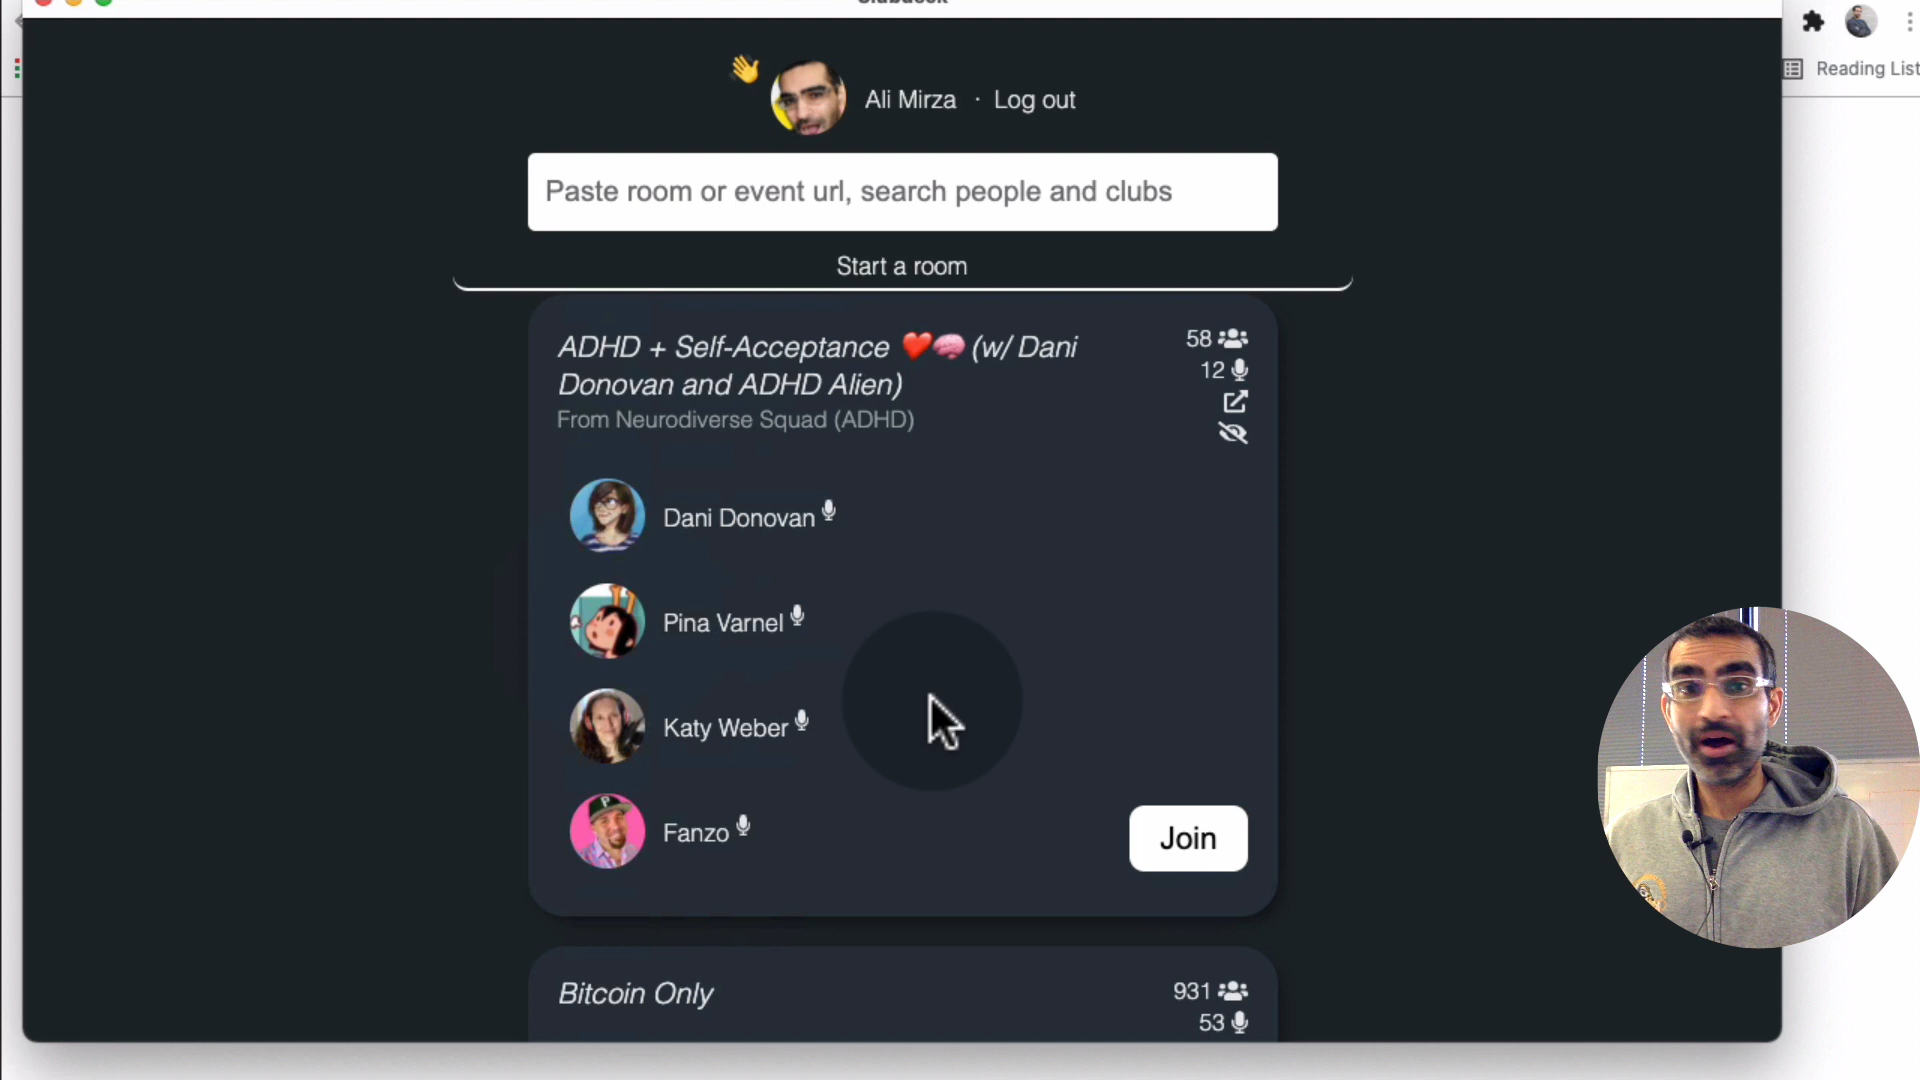 Reading List
Ali Mirza · Log out
Paste room or event url, search people and clubs
Start a room
ADHD + Self-Acceptance ❤️🧠 (w/ Dani
Donovan and ADHD Alien)
From Neurodiverse Squad (ADHD)
58
12
Dani Donovan
Pina Varnel
Katy Weber
Fanzo
Join
Bitcoin Only
931
53